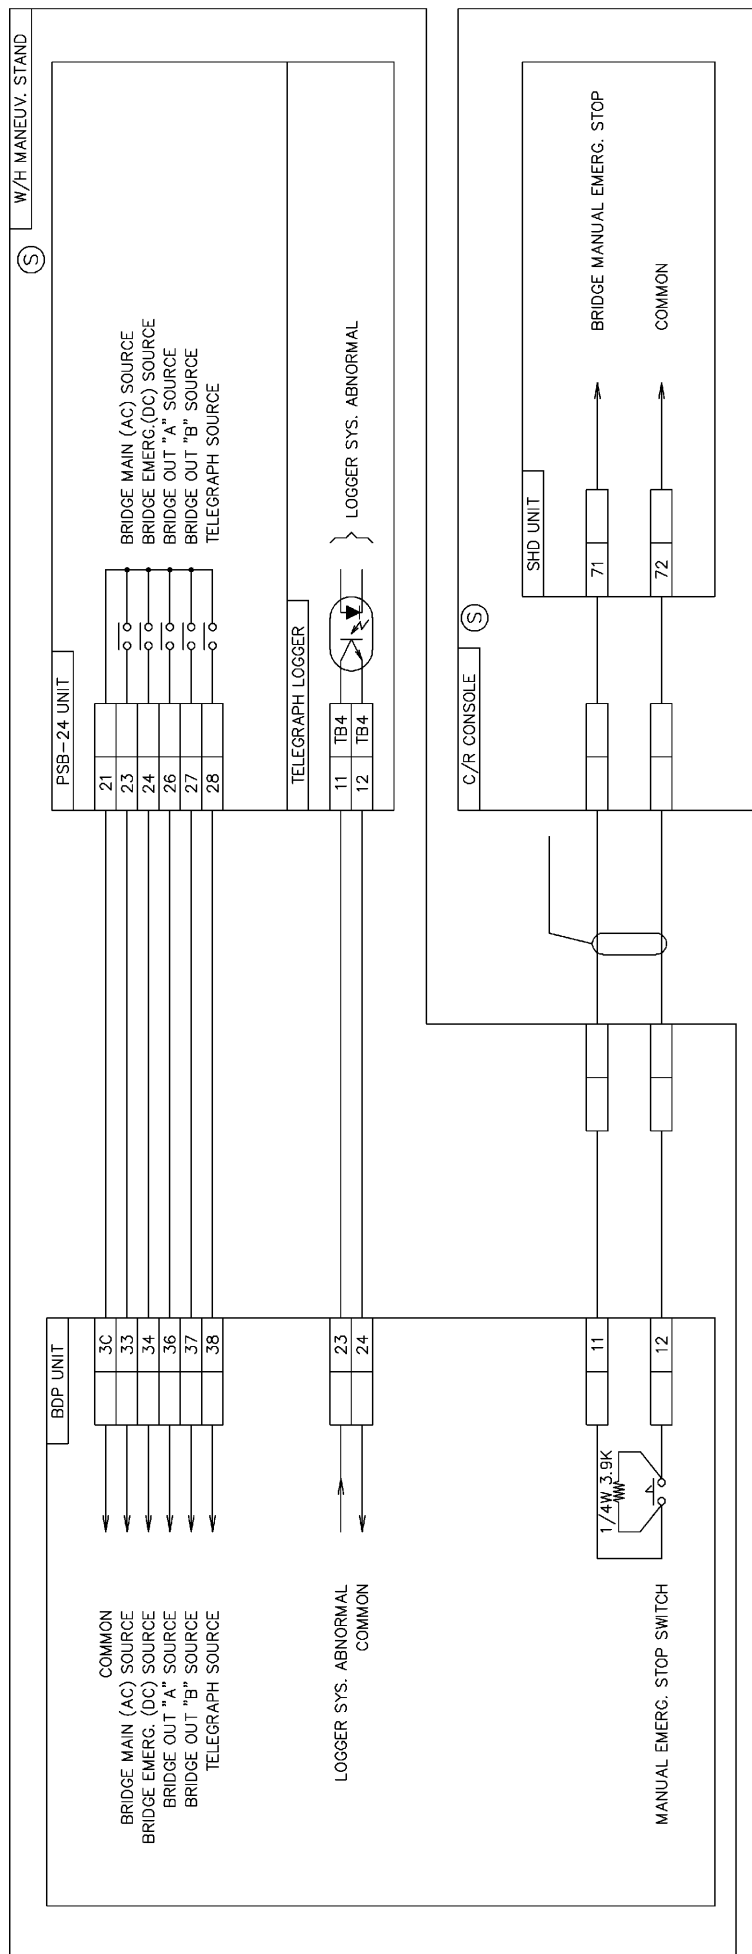 W/H MANEUV. STAND
S
BDP UNIT
PSB-24 UNIT
COMMON
3C
21
BRIDGE MAIN (AC) SOURCE
33
23
BRIDGE MAIN (AC) SOURCE
BRIDGE EMERG. (DC) SOURCE
34
24
BRIDGE EMERG.(DC) SOURCE
BRIDGE OUT "A" SOURCE
36
26
BRIDGE OUT "A" SOURCE
BRIDGE OUT "B" SOURCE
37
27
BRIDGE OUT "B" SOURCE
TELEGRAPH SOURCE
38
28
TELEGRAPH SOURCE
TELEGRAPH LOGGER
LOGGER SYS. ABNORMAL
23
11
TB4
COMMON
24
12
TB4
LOGGER SYS. ABNORMAL
C/R CONSOLE
S
SHD UNIT
11
71
BRIDGE MANUAL EMERG. STOP
1/4W 3.9K
MANUAL EMERG. STOP SWITCH
12
72
COMMON